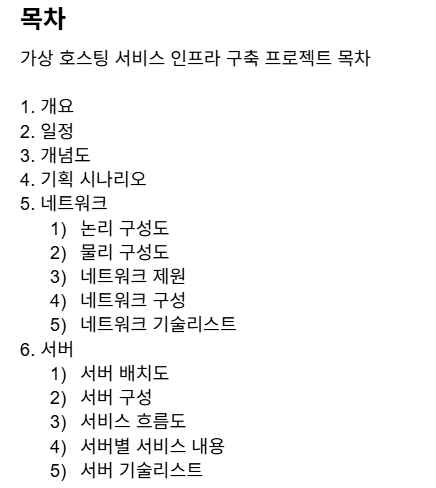 목차
가상 호스팅 서비스 인프라 구축 프로젝트 목차
1. 개요
2. 일정
3. 개념도
4. 기획 시나리오
5. 네트워크
1) 논리 구성도
2) 물리 구성도
3) 네트워크 제원
4) 네트워크 구성
5) 네트워크 기술리스트
6. 서버
1) 서버 배치도
2) 서버 구성
3) 서비스 흐름도
4) 서버별 서비스 내용
5) 서버 기술리스트